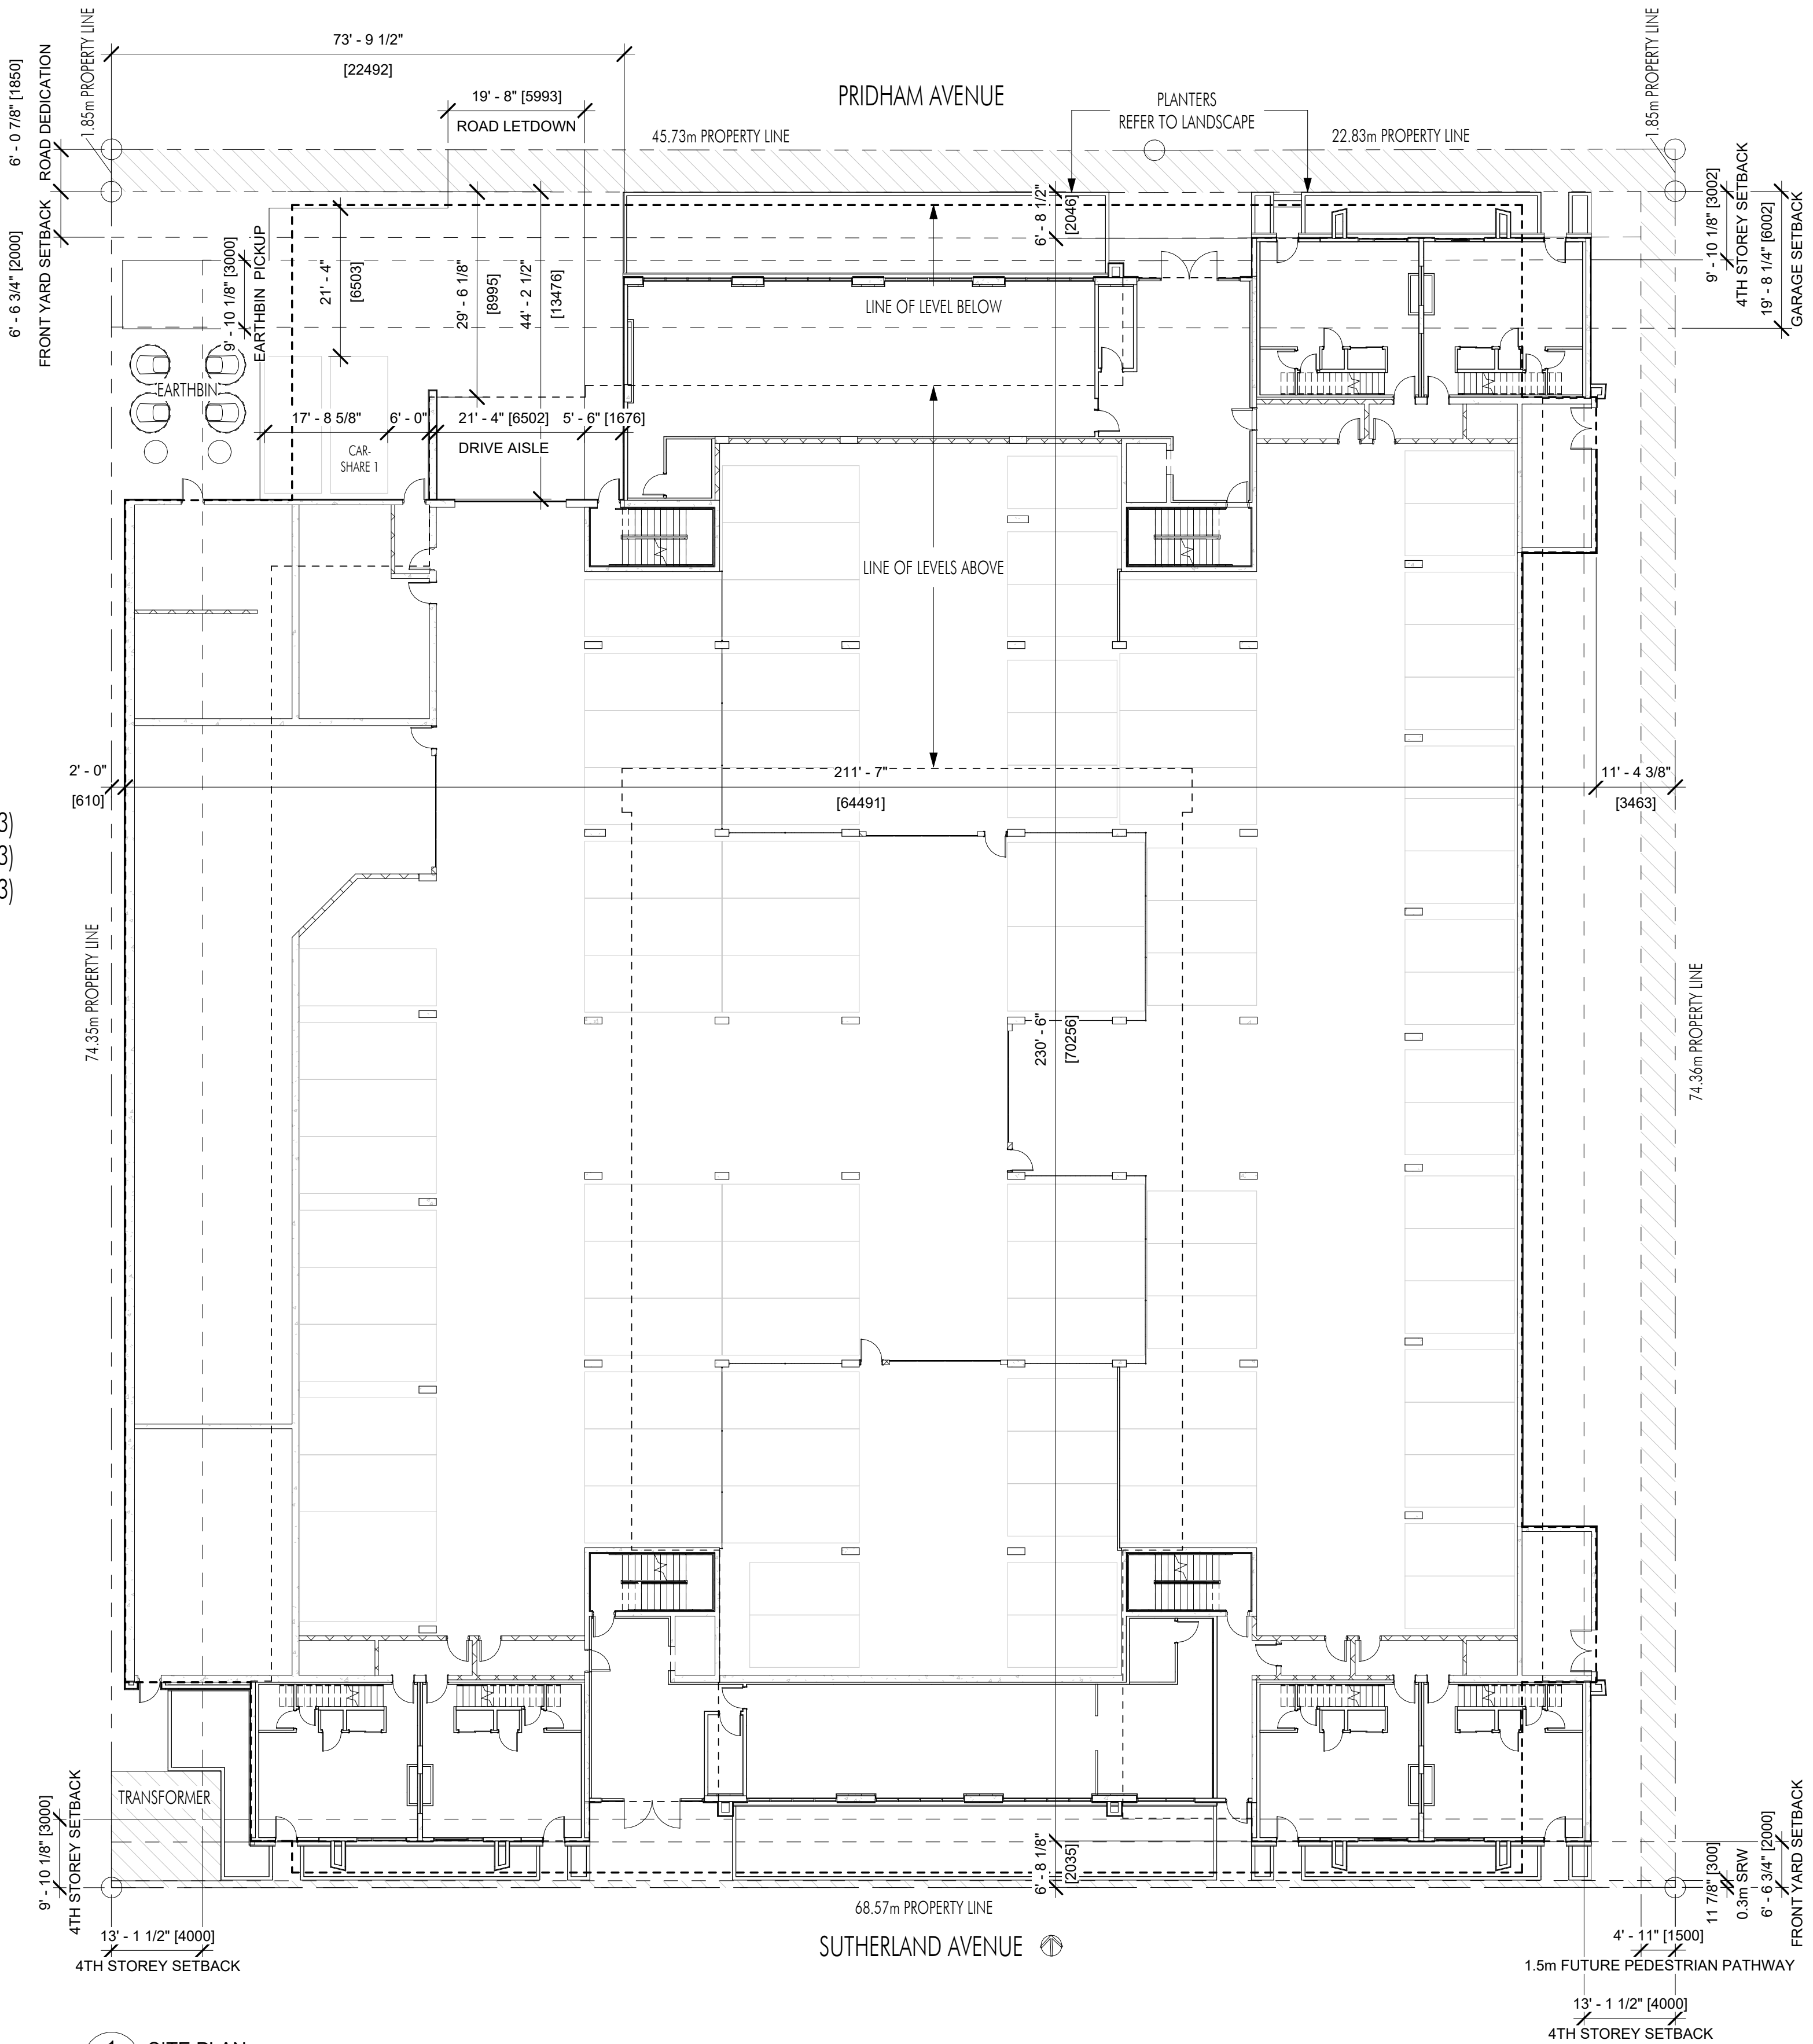 73' - 9 1/2"
[22492]
PRIDHAM AVENUE
19' - 8" [5993]
ROAD LETDOWN
45.73m PROPERTY LINE
PLANTERS
REFER TO LANDSCAPE
22.83m PROPERTY LINE
1.85m PROPERTY LINE
1.85m PROPERTY LINE
6' - 0 7/8" [1850]
ROAD DEDICATION
6' - 6 3/4" [2000]
FRONT YARD SETBACK
9' - 10 1/8" [3000]
EARTHBIN PICKUP
21' - 4"
[6503]
29' - 6 1/8"
[8995]
44' - 2 1/2"
[13476]
6' - 8 1/2"
[2046]
9' - 10 1/8" [3002]
4TH STOREY SETBACK
19' - 8 1/4" [6002]
GARAGE SETBACK
LINE OF LEVEL BELOW
EARTHBIN
17' - 8 5/8"
6' - 0"
21' - 4" [6502]
5' - 6" [1676]
DRIVE AISLE
CAR-
SHARE 1
LINE OF LEVELS ABOVE
2' - 0"
[610]
211' - 7"
[64491]
11' - 4 3/8"
[3463]
3)
3)
3)
74.35m PROPERTY LINE
230' - 6"
[70256]
74.36m PROPERTY LINE
TRANSFORMER
9' - 10 1/8" [3000]
4TH STOREY SETBACK
6' - 8 1/8"
[2035]
11 7/8" [300]
0.3m SRW
6' - 6 3/4" [2000]
FRONT YARD SETBACK
68.57m PROPERTY LINE
SUTHERLAND AVENUE
13' - 1 1/2" [4000]
4TH STOREY SETBACK
4' - 11" [1500]
1.5m FUTURE PEDESTRIAN PATHWAY
13' - 1 1/2" [4000]
4TH STOREY SETBACK
1
SITE PLAN